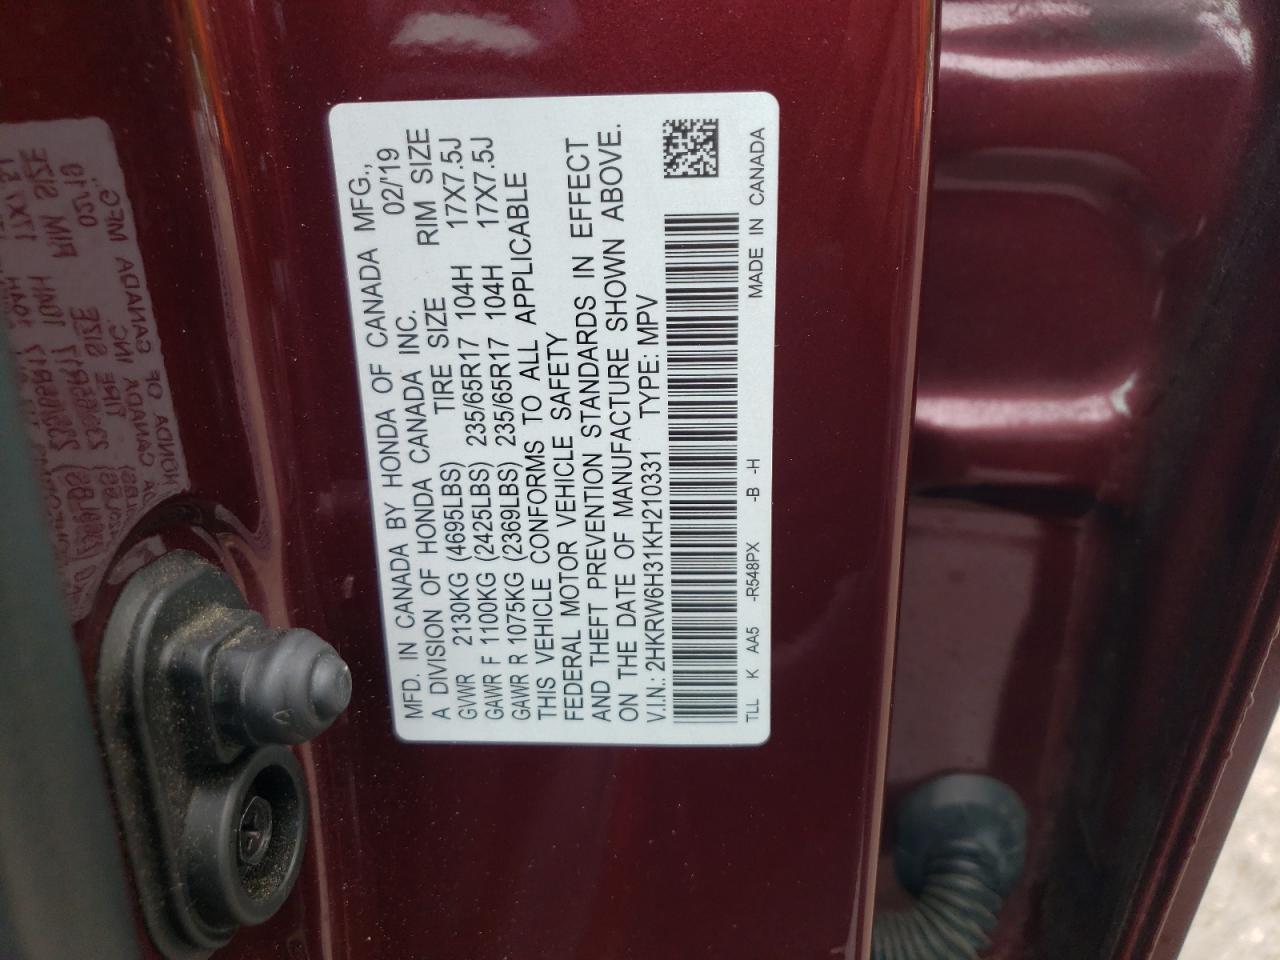 MFD. IN CANADA BY HONDA OF CANADA MFG.,
A DIVISION OF HONDA CANADA INC. 02/'19
GVWR 2130KG (4695LBS) TIRE SIZE RIM SIZE
GAWR F 1100KG (2425LBS) 235/65R17 104H 17X7.5J
GAWR R 1075KG (2369LBS) 235/65R17 104H 17X7.5J
THIS VEHICLE CONFORMS TO ALL APPLICABLE
FEDERAL MOTOR VEHICLE SAFETY
AND THEFT PREVENTION STANDARDS IN EFFECT
ON THE DATE OF MANUFACTURE SHOWN ABOVE.
V.I.N.: 2HKRW6H31KH210331 TYPE: MPV
TLL K AA5 -R548PX -B -H MADE IN CANADA